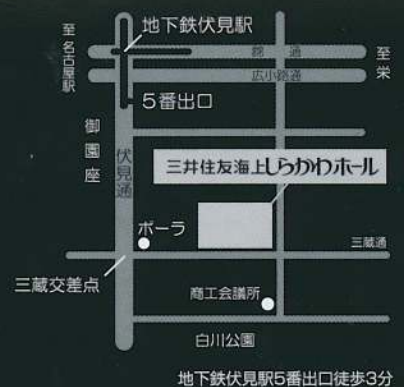 地下鉄伏見駅
至名古屋駅
錦通
至栄
広小路通
5番出口
御園座
伏見通
三井住友海上しらかわホール
ポーラ
三蔵通
三蔵交差点
商工会議所
白川公園
地下鉄伏見駅5番出口徒歩3分